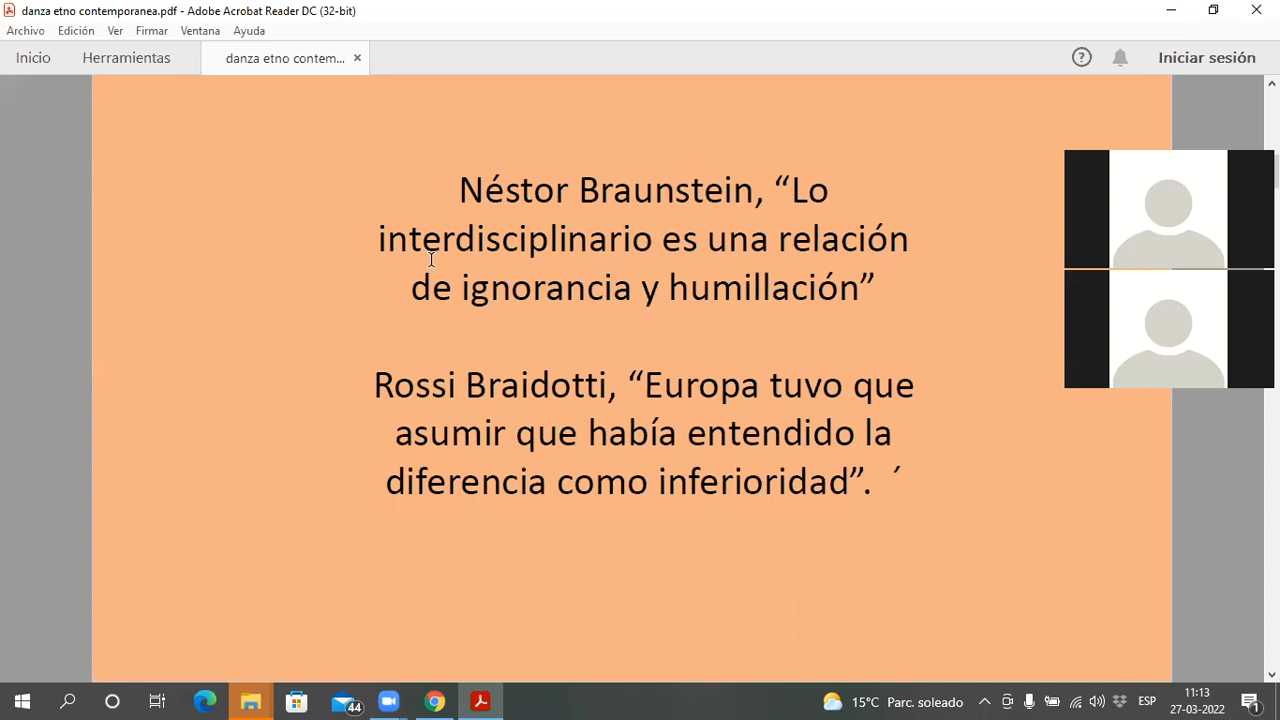 danza etno contemporanea.pdf - Adobe Acrobat Reader DC (32-bit)
Archivo Edición Ver Firmar Ventana Ayuda
Inicio Herramientas danza etno contem... × Iniciar sesión
Néstor Braunstein, “Lo
interdisciplinario es una relación
de ignorancia y humillación”
Rossi Braidotti, “Europa tuvo que
asumir que había entendido la
diferencia como inferioridad”. ´
44 15°C Parc. soleado ESP 11:13
27-03-2022 1